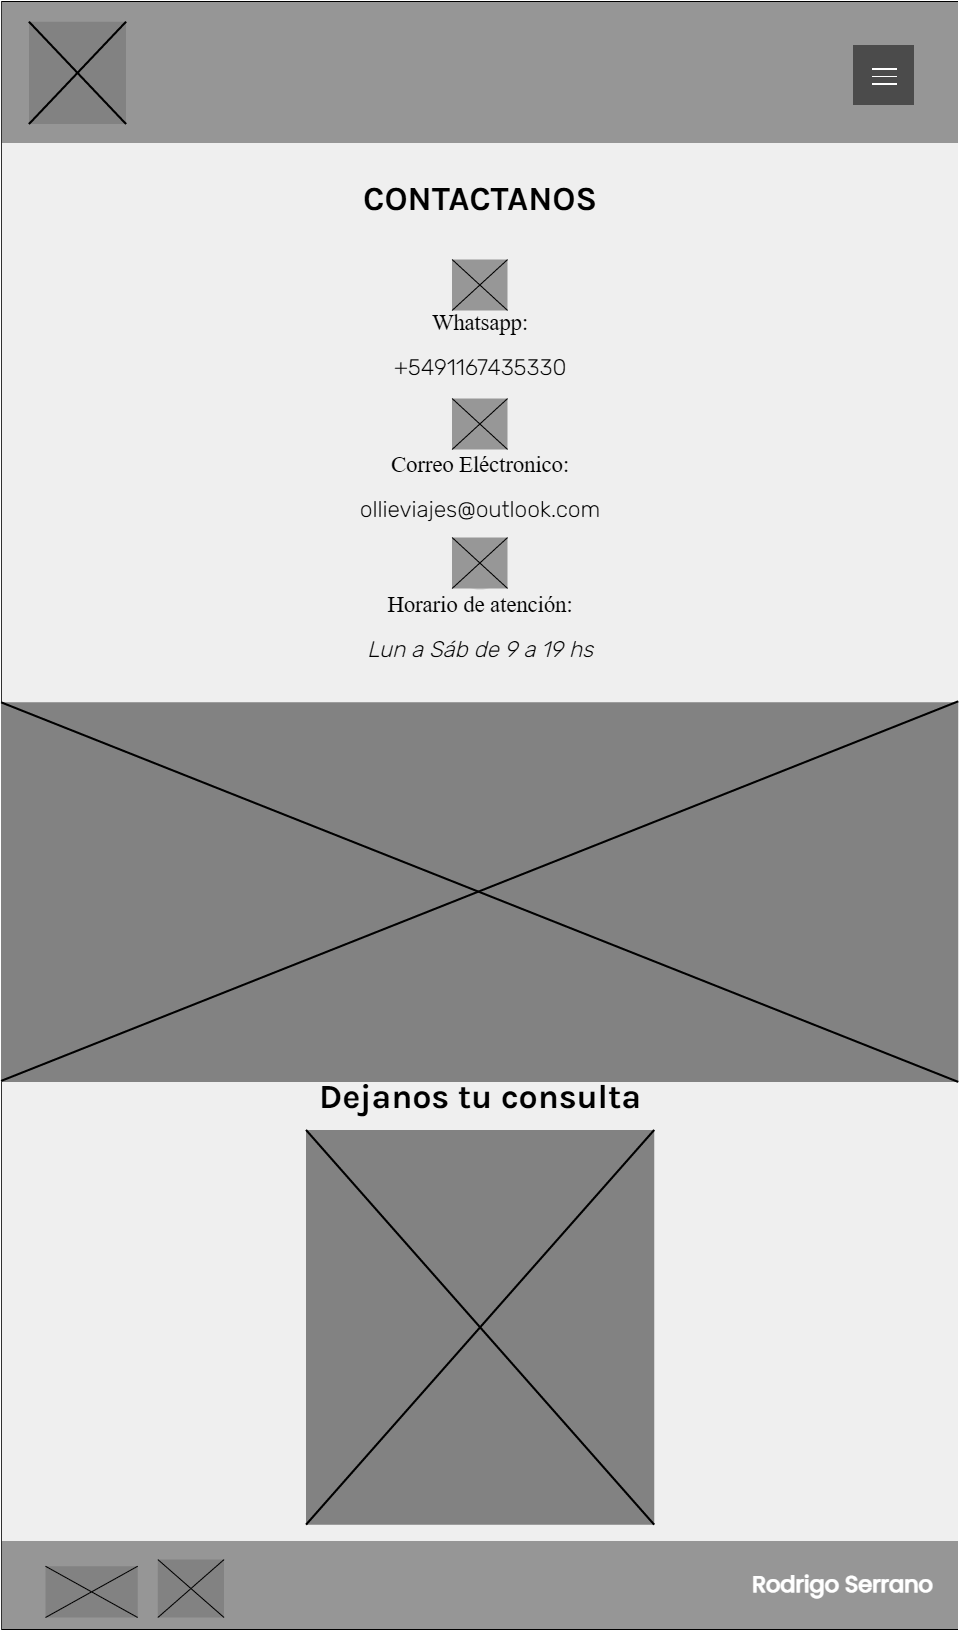 CONTACTANOS
Whatsapp:
+5491167435330
Correo Eléctronico:
ollieviajes@outlook.com
Horario de atención:
Lun a Sáb de 9 a 19 hs
Dejanos tu consulta
Rodrigo Serrano